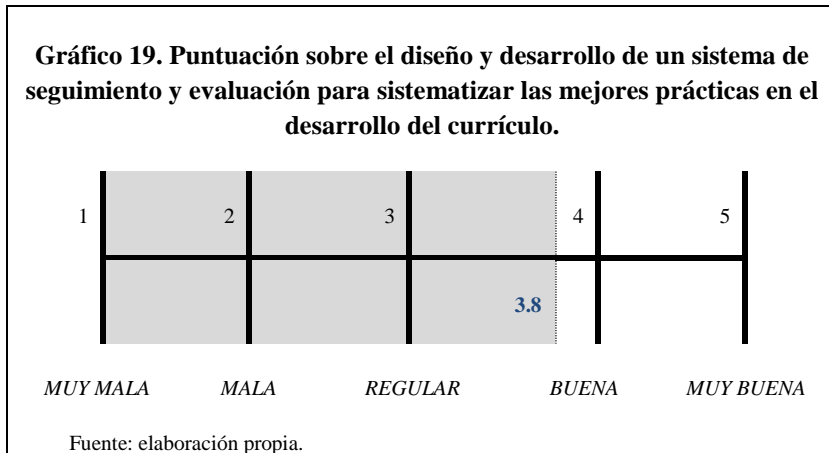 Gráfico 19. Puntuación sobre el diseño y desarrollo de un sistema de
seguimiento y evaluación para sistematizar las mejores prácticas en el
desarrollo del currículo.
1 2 3 4 5
3.8
MUY MALA MALA REGULAR BUENA MUY BUENA
Fuente: elaboración propia.